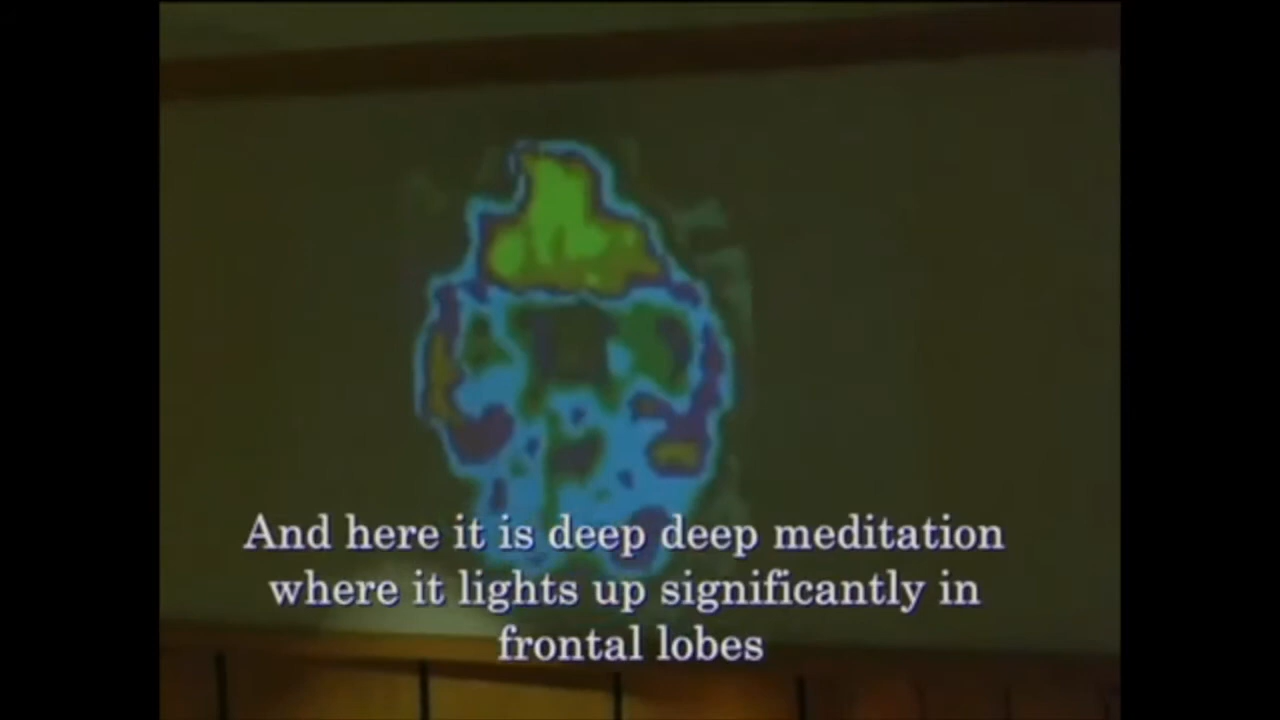 And here it is deep deep meditation
where it lights up significantly in
frontal lobes